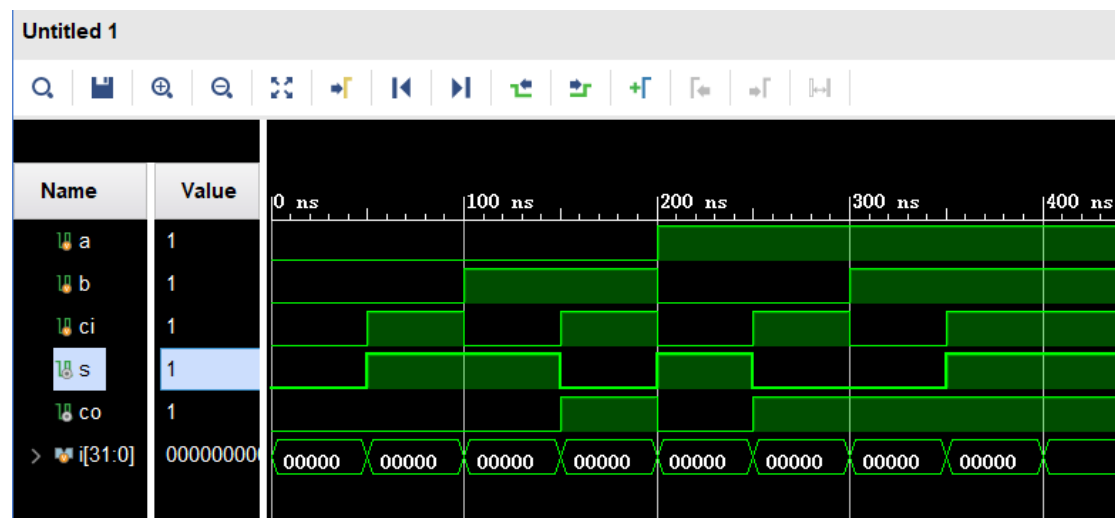 Untitled 1
Name Value 0 ns 100 ns 200 ns 300 ns 400 ns
a 1
b 1
ci 1
s 1
co 1
i[31:0] 000000000 00000 00000 00000 00000 00000 00000 00000 00000